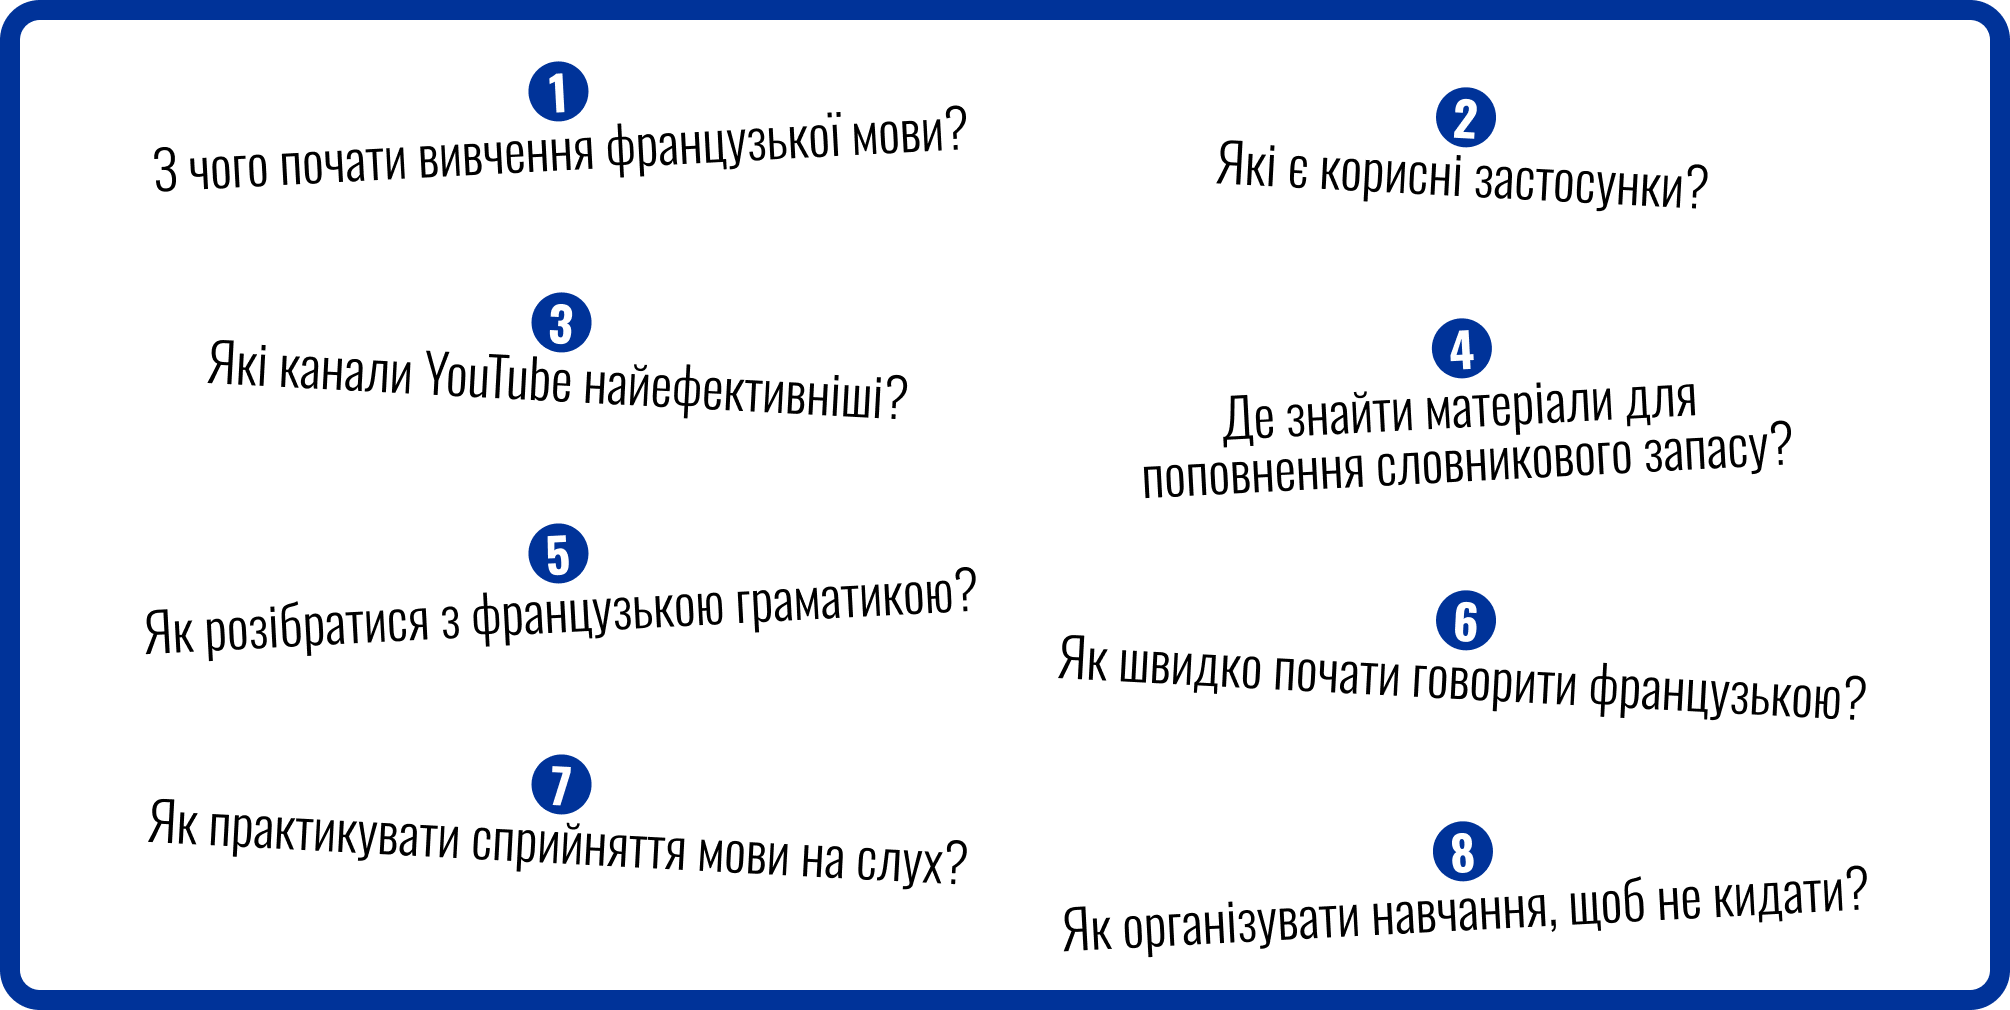 1
З чого почати вивчення французької мови?
2
Які є корисні застосунки?
3
Які канали YouTube найефективніші?
4
Де знайти матеріали для
поповнення словникового запасу?
5
Як розібратися з французькою граматикою?
6
Як швидко почати говорити французькою?
7
Як практикувати сприйняття мови на слух?
8
Як організувати навчання, щоб не кидати?